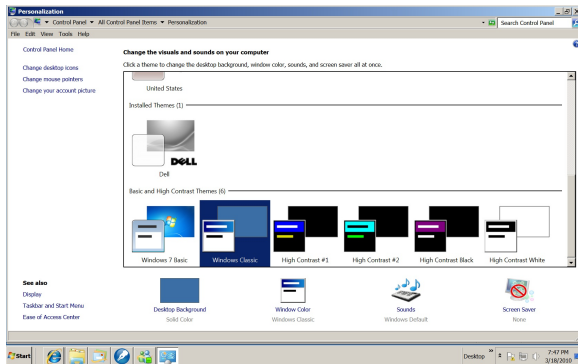 Personalization
Control Panel
All Control Panel Items
Personalization
Search Control Panel
File Edit View Tools Help
Control Panel Home
Change desktop icons
Change mouse pointers
Change your account picture
Change the visuals and sounds on your computer
Click a theme to change the desktop background, window color, sounds, and screen saver all at once.
United States
Installed Themes (1)
DELL
Dell
Basic and High Contrast Themes (6)
Windows 7 Basic
Windows Classic
High Contrast #1
High Contrast #2
High Contrast Black
High Contrast White
See also
Display
Taskbar and Start Menu
Ease of Access Center
Desktop Background
Solid Color
Window Color
Windows Classic
Sounds
Windows Default
Screen Saver
None
Start
Desktop
7:47 PM
3/18/2010